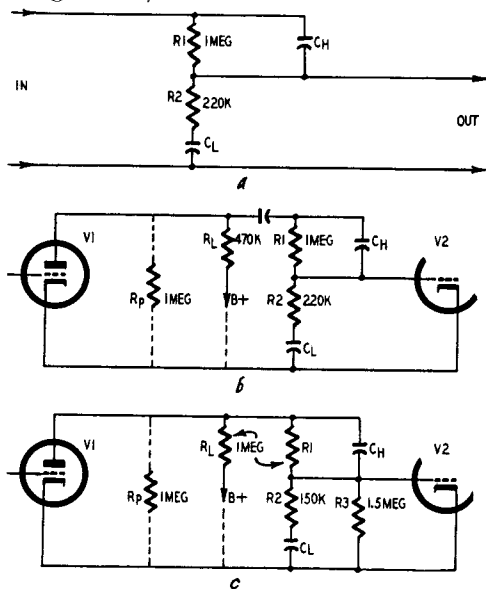 R1
1MEG
CH
IN
R2
220K
OUT
CL
a
V1
RL
470K
R1
1MEG
CH
V2
RP
1MEG
B+
R2
220K
CL
b
V1
RL
1MEG
R1
CH
V2
RP
1MEG
B+
R2
150K
R3
1.5MEG
CL
c